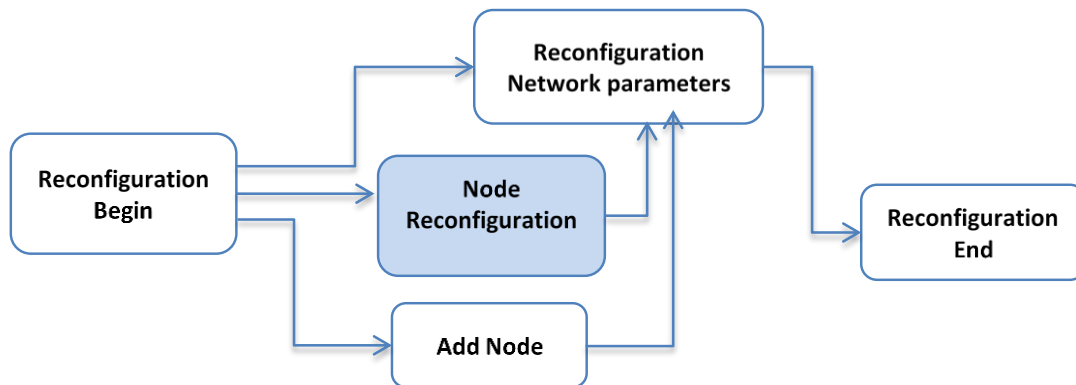 Reconfiguration
Network parameters
Reconfiguration
Begin
Node
Reconfiguration
Reconfiguration
End
Add Node